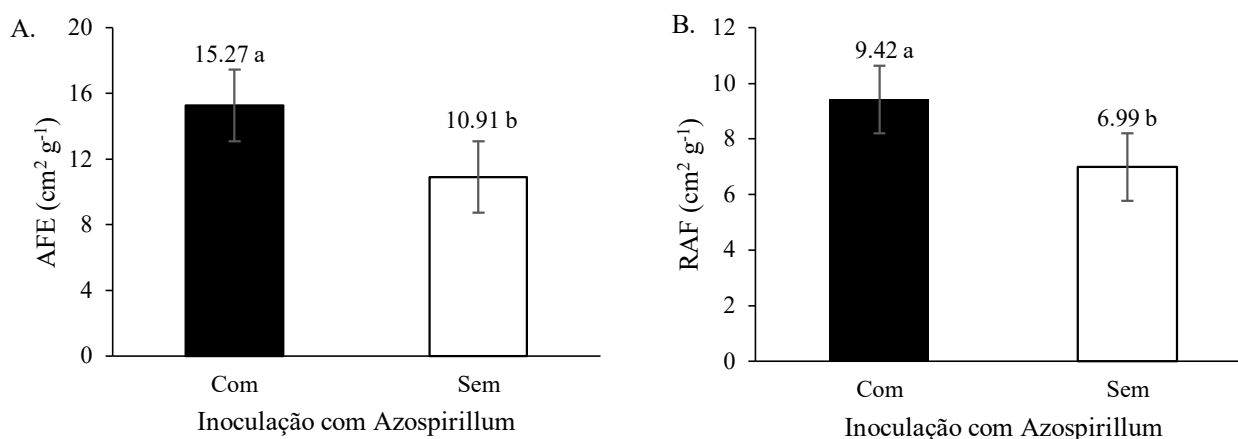 A.
AFE (cm² g⁻¹)
20
16
12
8
4
0
15.27 a
10.91 b
Com
Sem
Inoculação com Azospirillum
B.
RAF (cm² g⁻¹)
12
10
8
6
4
2
0
9.42 a
6.99 b
Com
Sem
Inoculação com Azospirillum